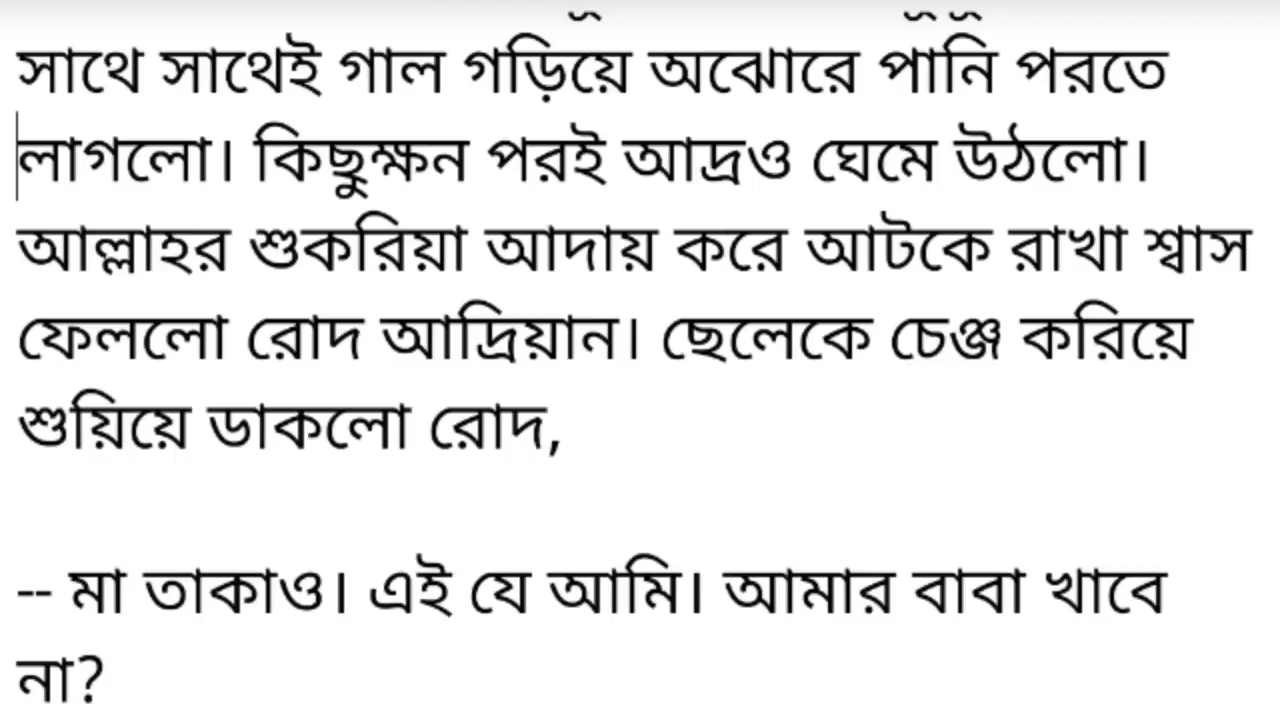 সাথে সাথেই গাল গড়িয়ে অঝোরে পানি পরতে
লাগলো। কিছুক্ষন পরই আদ্রও ঘেমে উঠলো।
আল্লাহর শুকরিয়া আদায় করে আটকে রাখা শ্বাস
ফেললো রোদ আদ্রিয়ান। ছেলেকে চেঞ্জ করিয়ে
শুয়িয়ে ডাকলো রোদ,
-- মা তাকাও। এই যে আমি। আমার বাবা খাবে
না?